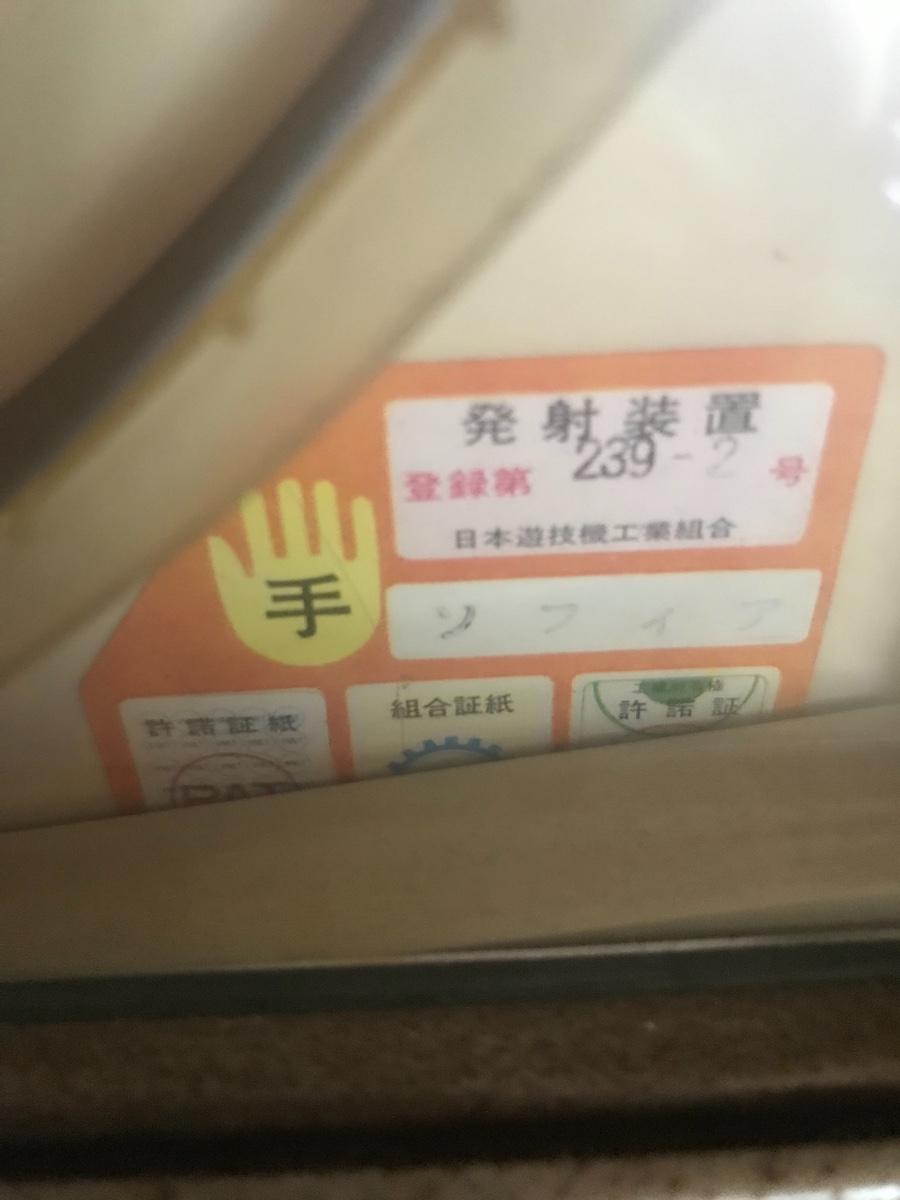 発射装置
登録第 239-2 号
日本遊技機工業組合
手
ソフィア
許諾証紙
組合証紙
許諾証
PAT